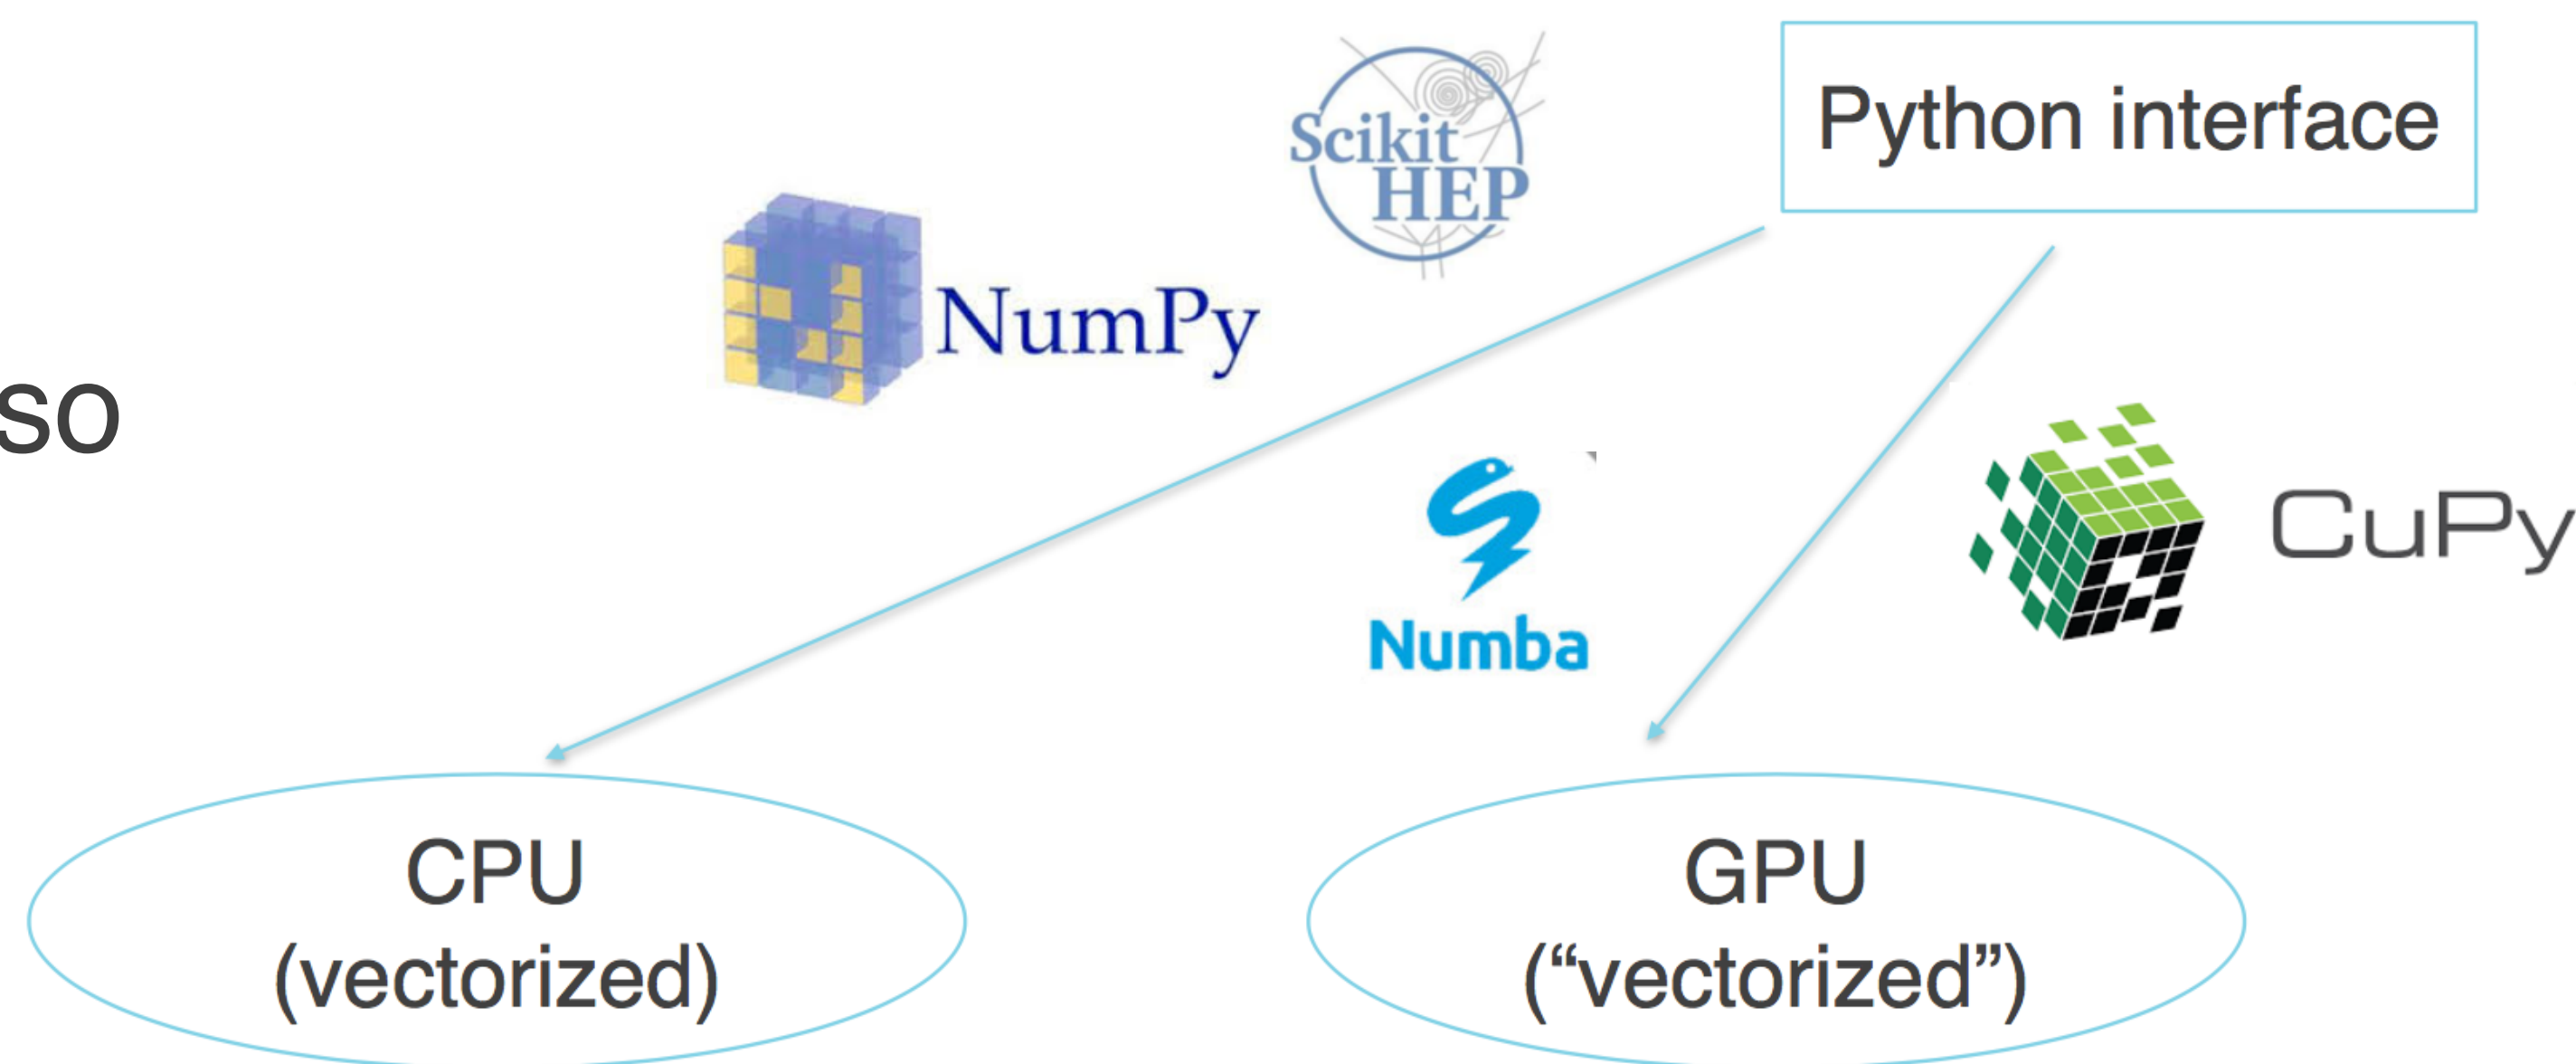 Python interface
Scikit
HEP
NumPy
so
CuPy
Numba
CPU
(vectorized)
GPU
(“vectorized”)